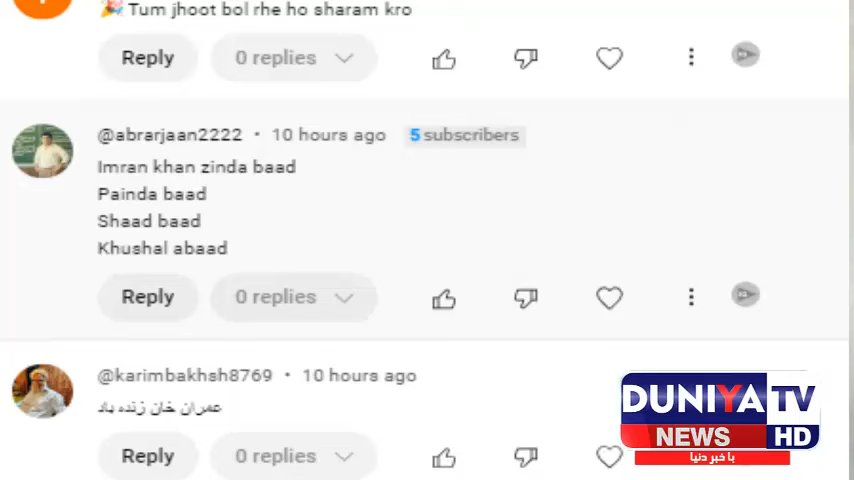 🎉 Tum jhoot bol rhe ho sharam kro
Reply 0 replies
@abrarjaan2222 • 10 hours ago 5 subscribers
Imran khan zinda baad
Painda baad
Shaad baad
Khushal abaad
Reply 0 replies
@karimbakhsh8769 • 10 hours ago
عمران خان زنده باد
Reply 0 replies
DUNIYA TV
NEWS HD
با خبر دنیا